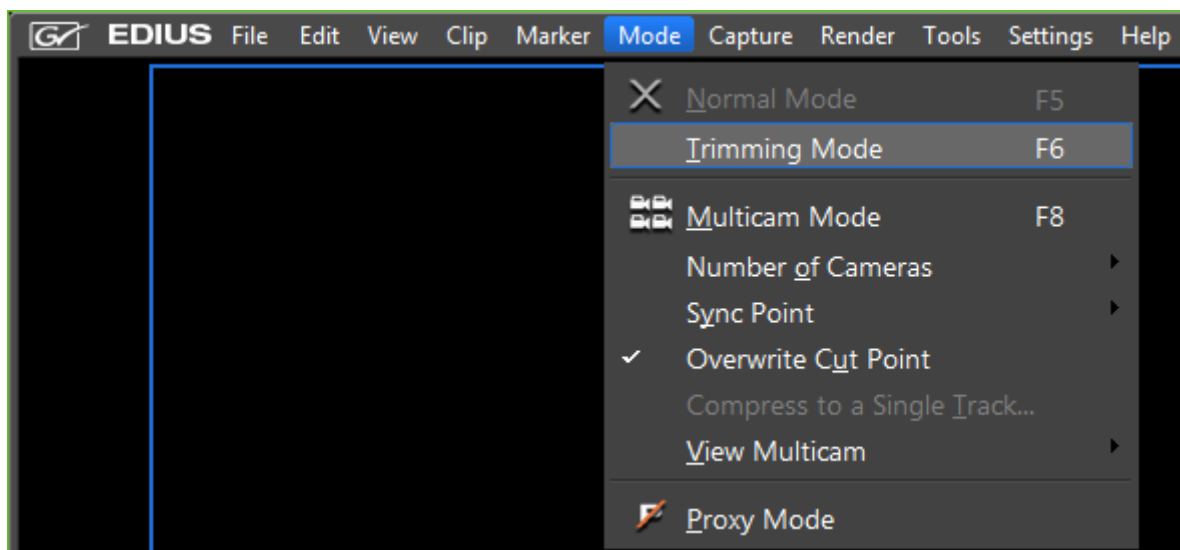 GV EDIUS File Edit View Clip Marker Mode Capture Render Tools Settings Help
Normal Mode F5
Trimming Mode F6
Multicam Mode F8
Number of Cameras
Sync Point
Overwrite Cut Point
Compress to a Single Track...
View Multicam
Proxy Mode